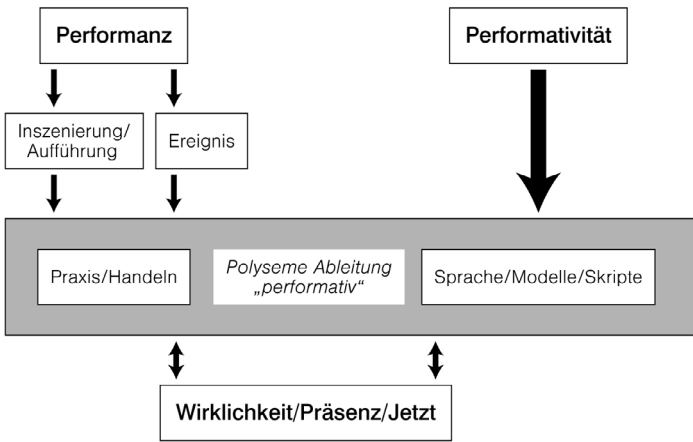 Performanz
Performativität
Inszenierung/
Aufführung
Ereignis
Praxis/Handeln
Polyseme Ableitung
„performativ“
Sprache/Modelle/Skripte
Wirklichkeit/Präsenz/Jetzt